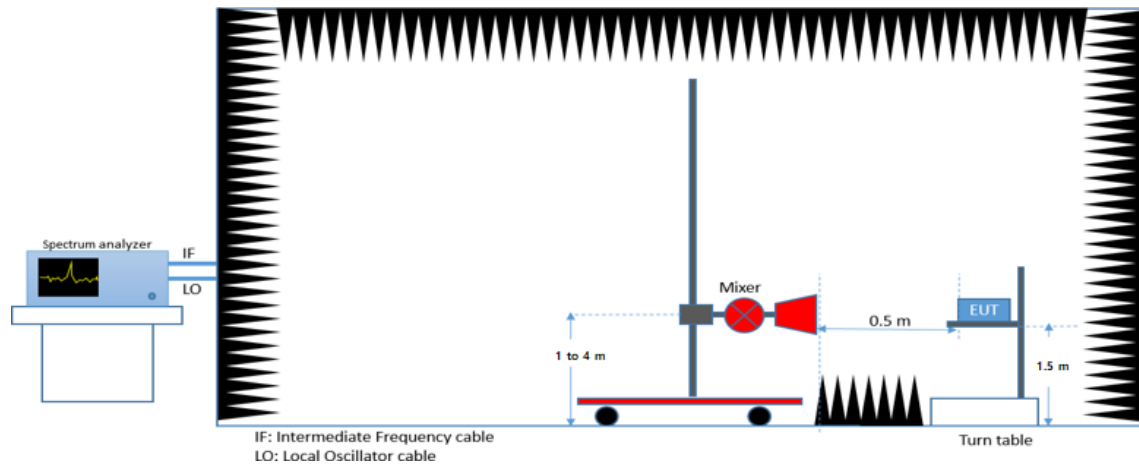 Spectrum analyzer
IF
LO
Mixer
EUT
0.5 m
1 to 4 m
1.5 m
IF: Intermediate Frequency cable
LO: Local Oscillator cable
Turn table